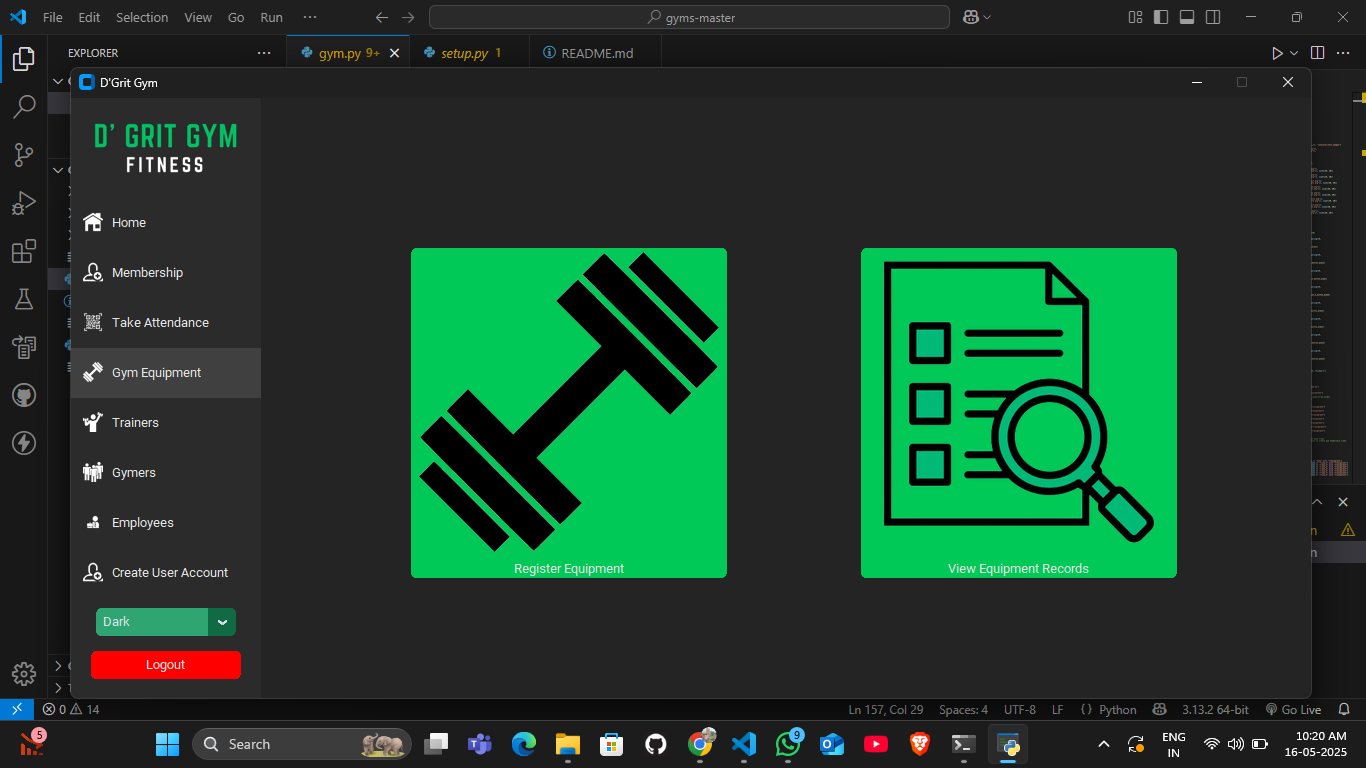 File Edit Selection View Go Run ···
gyms-master
EXPLORER ···
gym.py 9+
setup.py 1
README.md
D'Grit Gym
D' GRIT GYM
FITNESS
Home
Membership
Take Attendance
Gym Equipment
Trainers
Gymers
Employees
Create User Account
Dark
Logout
Register Equipment
View Equipment Records
0 14
Ln 157, Col 29 Spaces: 4 UTF-8 LF {} Python 3.13.2 64-bit Go Live
5
Search
9
ENG
IN
10:20 AM
16-05-2025